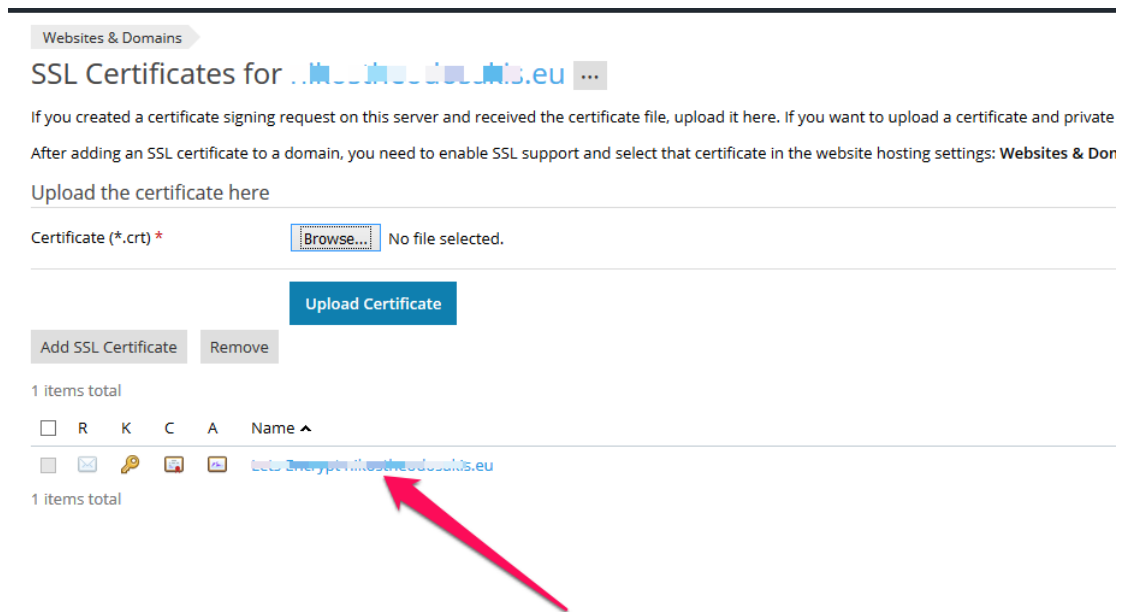 Websites & Domains
SSL Certificates for .eu ...
If you created a certificate signing request on this server and received the certificate file, upload it here. If you want to upload a certificate and private
After adding an SSL certificate to a domain, you need to enable SSL support and select that certificate in the website hosting settings: Websites & Dom
Upload the certificate here
Certificate (*.crt) * Browse... No file selected.
Upload Certificate
Add SSL Certificate Remove
1 items total
R K C A Name
.eu
1 items total